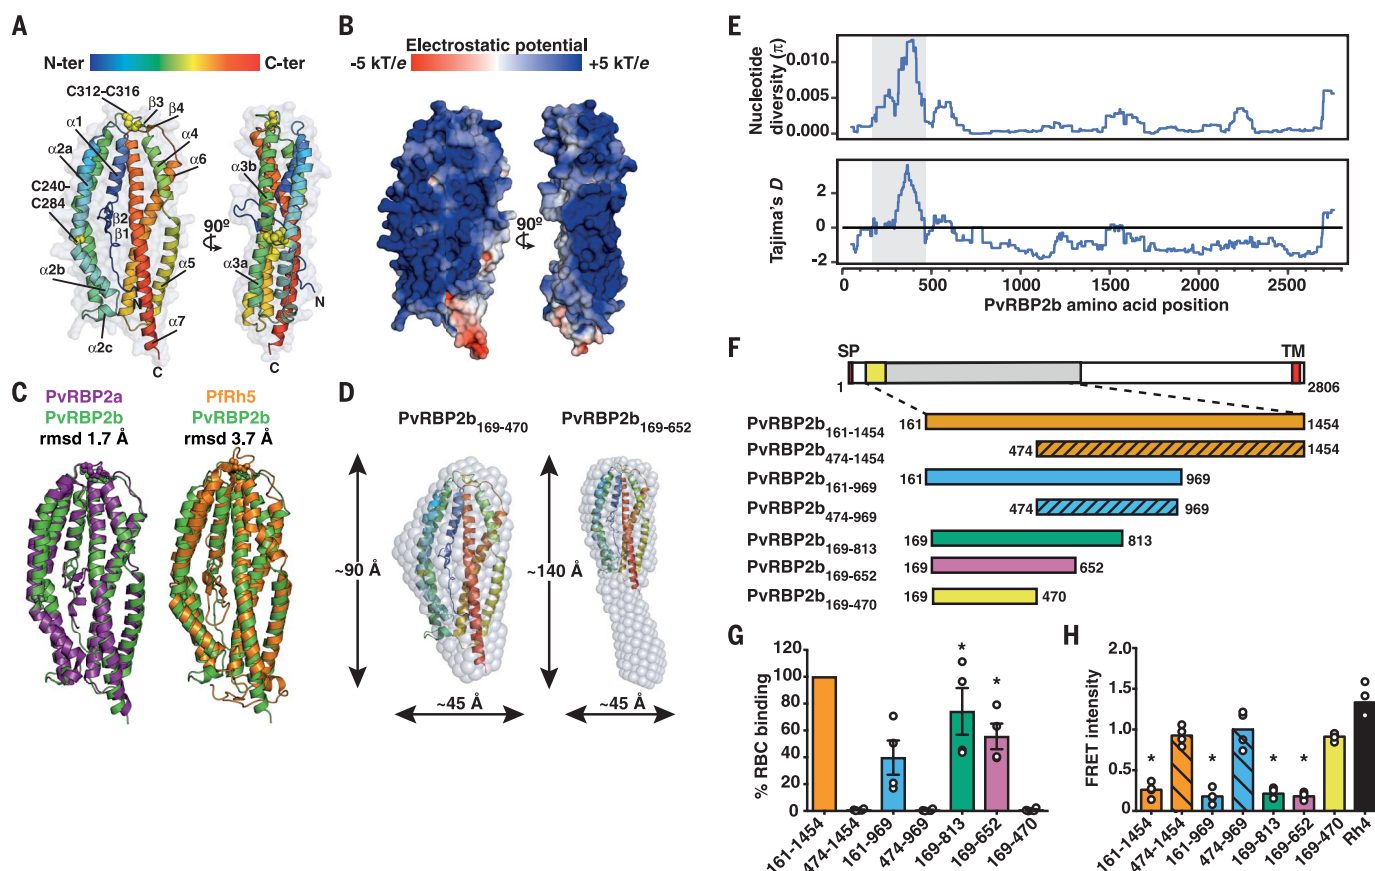 A
N-ter
C-ter
C312-C316
β3
β4
α1
α4
α2a
α6
C240-
C284
β2
β1
α2b
α5
N
α2c
α7
C
90º
α3b
α3a
N
C
B
Electrostatic potential
-5 kT/e
+5 kT/e
90º
C
PvRBP2a
PvRBP2b
rmsd 1.7 Å
PfRh5
PvRBP2b
rmsd 3.7 Å
D
PvRBP2b169-470
PvRBP2b169-652
~90 Å
~140 Å
~45 Å
~45 Å
E
Nucleotide
diversity (π)
0.010
0.005
0.000
Tajima's D
2
0
-2
0
500
1000
1500
2000
2500
PvRBP2b amino acid position
F
SP
TM
1
2806
PvRBP2b161-1454
161
1454
PvRBP2b474-1454
474
1454
PvRBP2b161-969
161
969
PvRBP2b474-969
474
969
PvRBP2b169-813
169
813
PvRBP2b169-652
169
652
PvRBP2b169-470
169
470
G
% RBC binding
120
100
80
60
40
20
0
*
*
161-1454
474-1454
161-969
474-969
169-813
169-652
169-470
H
FRET intensity
2.0
1.5
1.0
0.5
0
*
*
*
*
161-1454
474-1454
161-969
474-969
169-813
169-652
169-470
Rh4